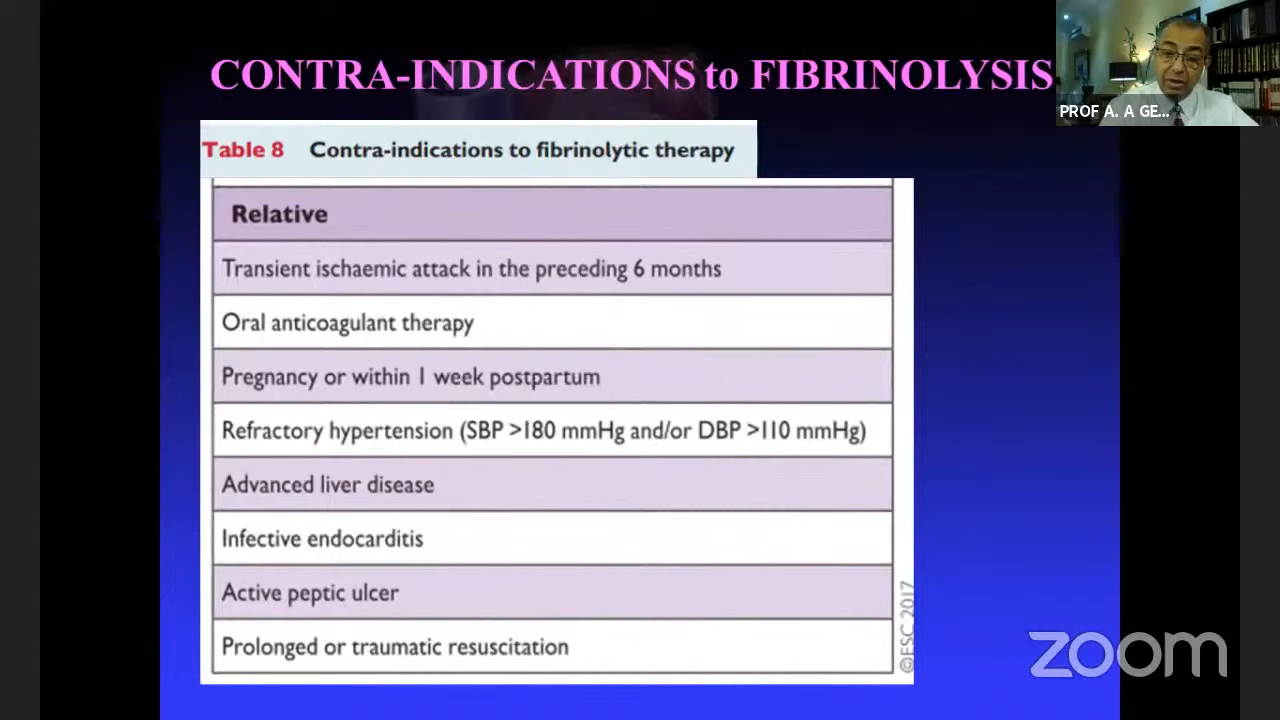 CONTRA-INDICATIONS to FIBRINOLYSIS
PROF A. A GE...
Table 8 Contra-indications to fibrinolytic therapy
Relative
Transient ischaemic attack in the preceding 6 months
Oral anticoagulant therapy
Pregnancy or within 1 week postpartum
Refractory hypertension (SBP >180 mmHg and/or DBP >110 mmHg)
Advanced liver disease
Infective endocarditis
Active peptic ulcer
Prolonged or traumatic resuscitation
©ESC 2017
zoom